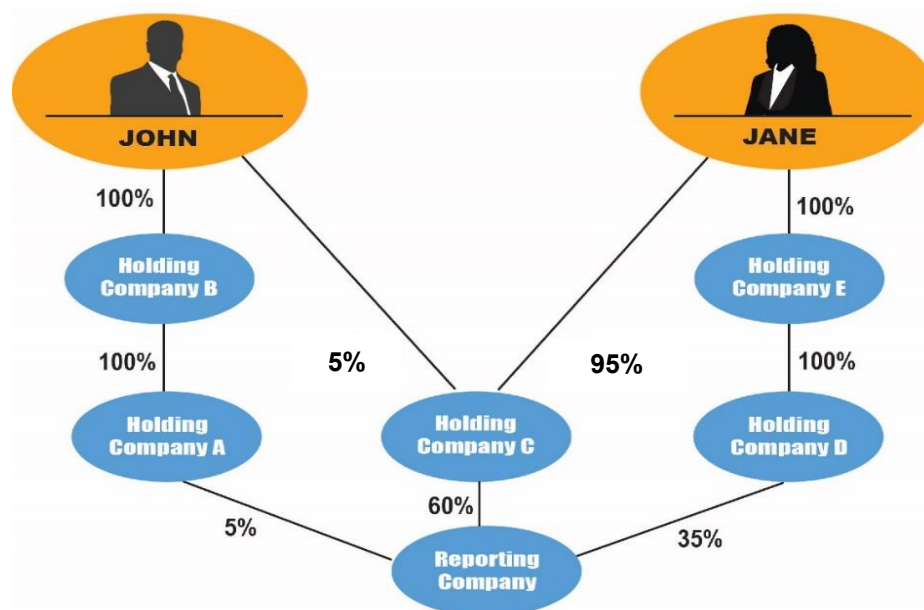 JOHN
JANE
100%
100%
Holding
Company B
Holding
Company E
100%
5%
95%
100%
Holding
Company A
Holding
Company C
Holding
Company D
5%
60%
35%
Reporting
Company